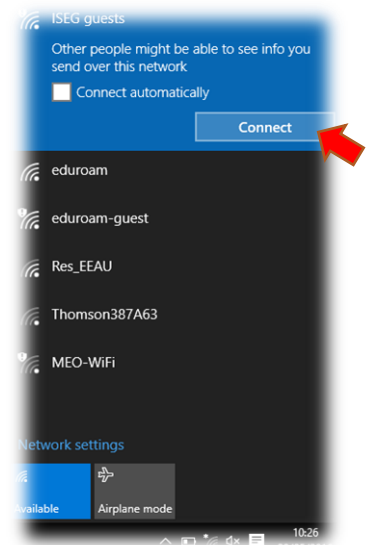 ISEG guests
Other people might be able to see info you
send over this network
Connect automatically
Connect
eduroam
eduroam-guest
Res_EEAU
Thomson387A63
MEO-WiFi
Network settings
Available
Airplane mode
10:26